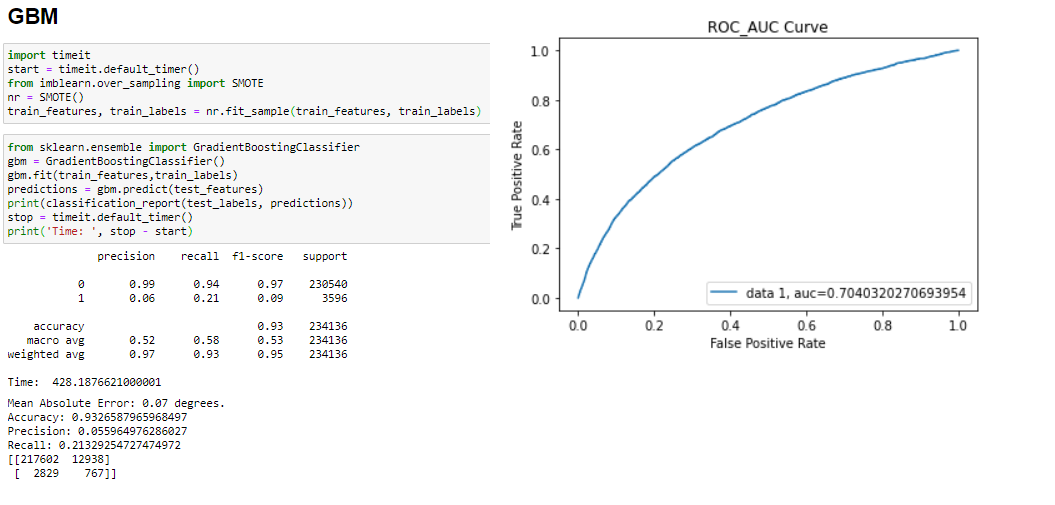 GBM
import timeit
start = timeit.default_timer()
from imblearn.over_sampling import SMOTE
nr = SMOTE()
train_features, train_labels = nr.fit_sample(train_features, train_labels)
from sklearn.ensemble import GradientBoostingClassifier
gbm = GradientBoostingClassifier()
gbm.fit(train_features,train_labels)
predictions = gbm.predict(test_features)
print(classification_report(test_labels, predictions))
stop = timeit.default_timer()
print('Time: ', stop - start)
precision recall f1-score support
0 0.99 0.94 0.97 230540
1 0.06 0.21 0.09 3596
accuracy 0.93 234136
macro avg 0.52 0.58 0.53 234136
weighted avg 0.97 0.93 0.95 234136
Time: 428.1876621000001
Mean Absolute Error: 0.07 degrees.
Accuracy: 0.9326587965968497
Precision: 0.055964976286027
Recall: 0.21329254727474972
[[217602 12938]
[ 2829 767]]
ROC_AUC Curve
True Positive Rate
1.0
0.8
0.6
0.4
0.2
0.0
data 1, auc=0.7040320270693954
0.0 0.2 0.4 0.6 0.8 1.0
False Positive Rate